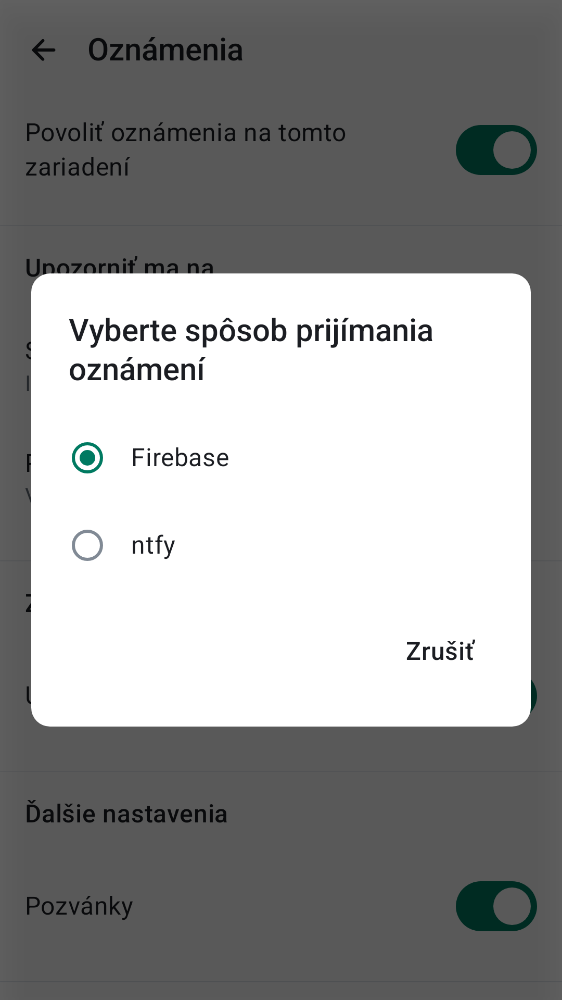 Oznámenia
Povoliť oznámenia na tomto
zariadení
Upozorniť ma na
Vyberte spôsob prijímania
oznámení
Firebase
ntfy
Zrušiť
Ďalšie nastavenia
Pozvánky